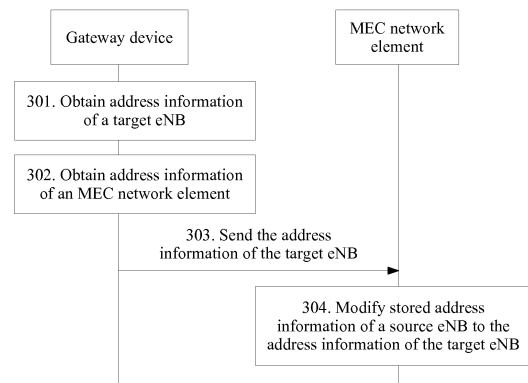 Gateway device
MEC network
element
301. Obtain address information
of a target eNB
302. Obtain address information
of an MEC network element
303. Send the address
information of the target eNB
304. Modify stored address
information of a source eNB to the
address information of the target eNB